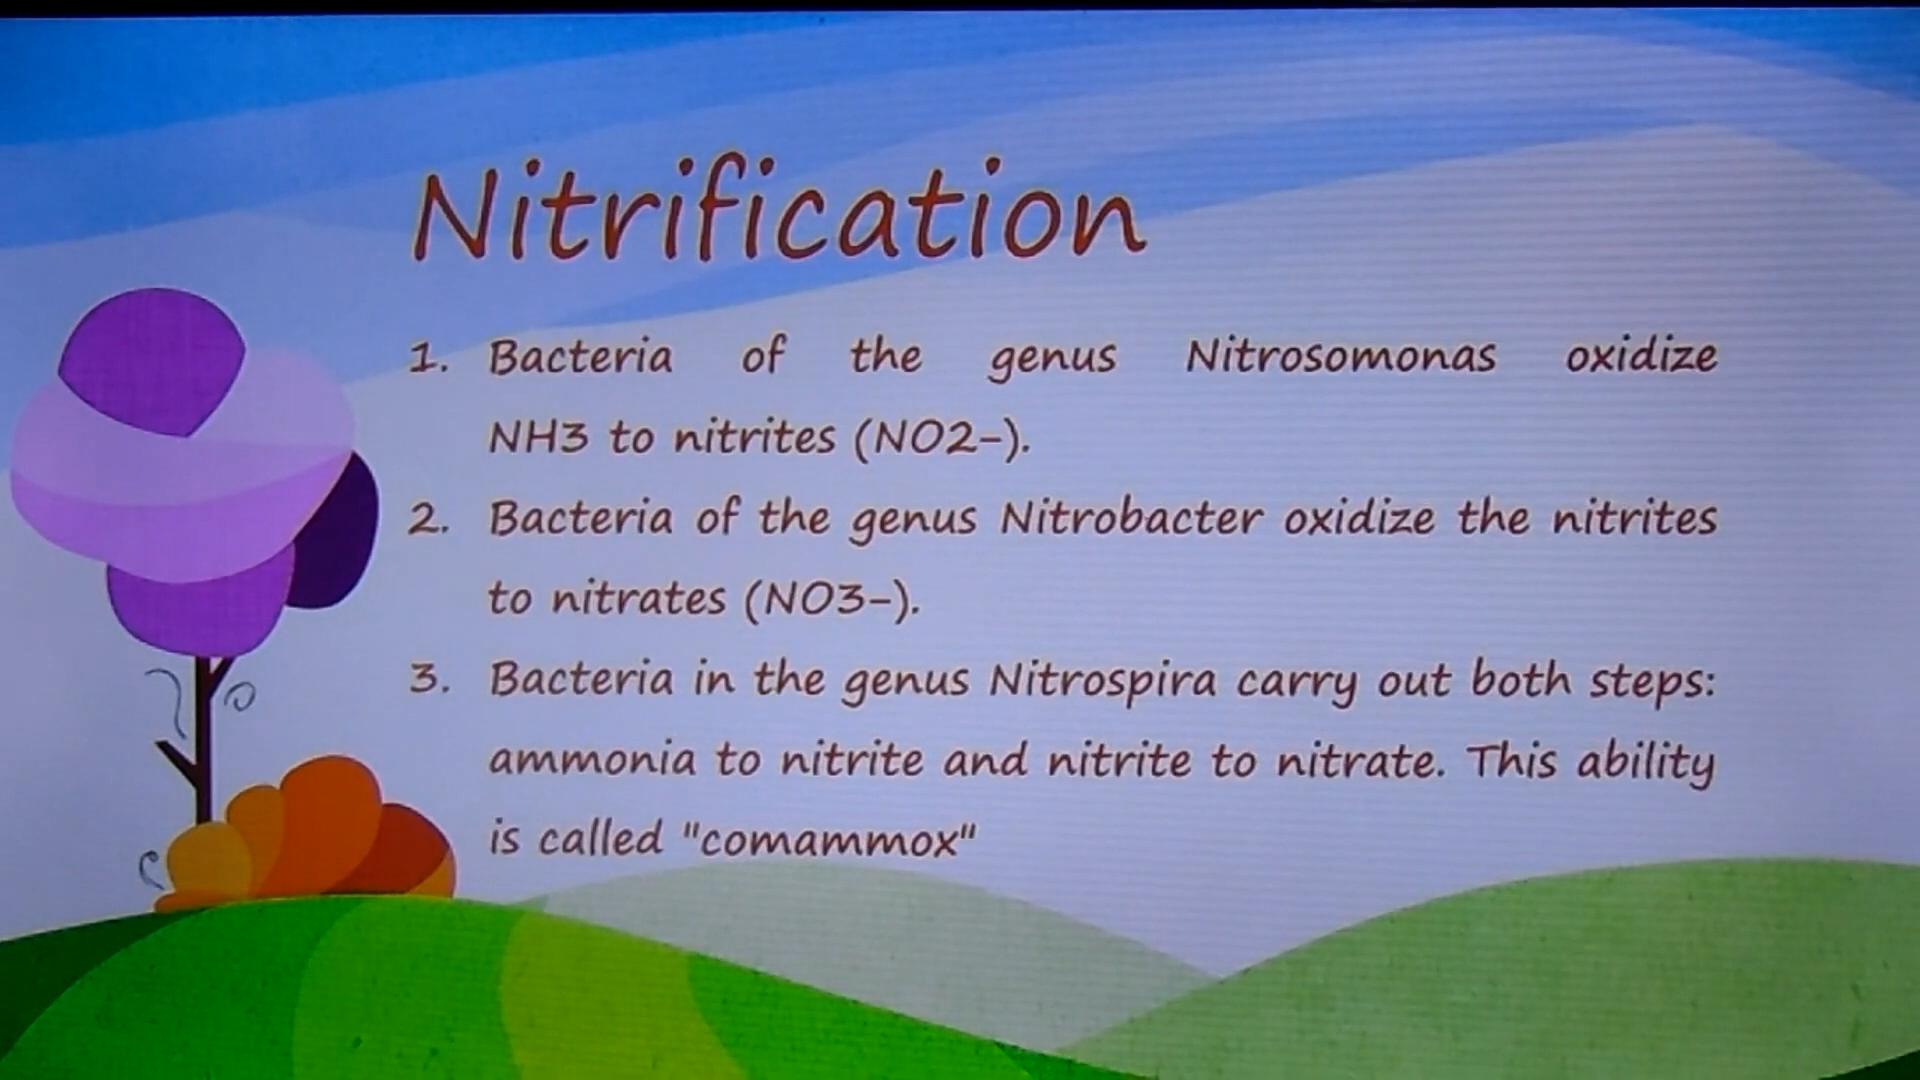 Nitrification
1. Bacteria of the genus Nitrosomonas oxidize
NH3 to nitrites (NO2–).
2. Bacteria of the genus Nitrobacter oxidize the nitrites
to nitrates (NO3–).
3. Bacteria in the genus Nitrospira carry out both steps:
ammonia to nitrite and nitrite to nitrate. This ability
is called "comammox"